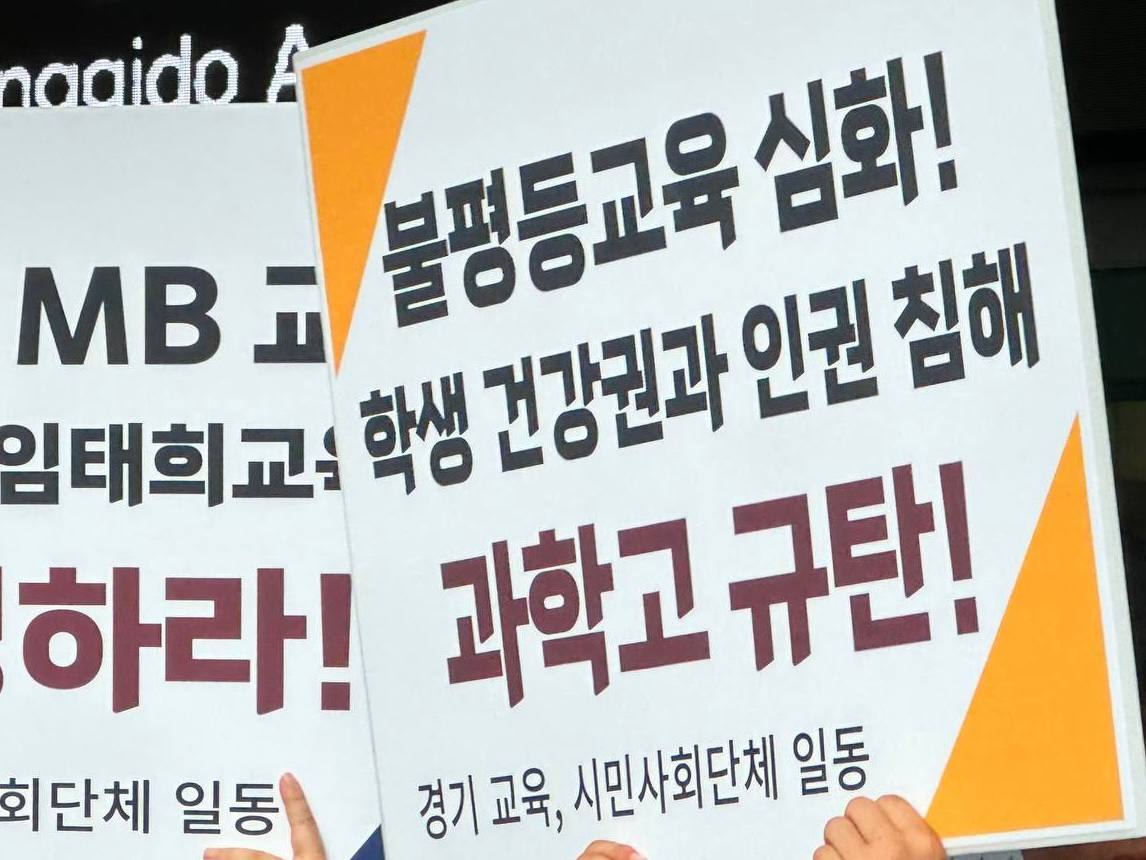 MB
임태희교육
하라!
회단체 일동
불평등교육 심화!
학생 건강권과 인권 침해
과학고 규탄!
경기 교육, 시민사회단체 일동